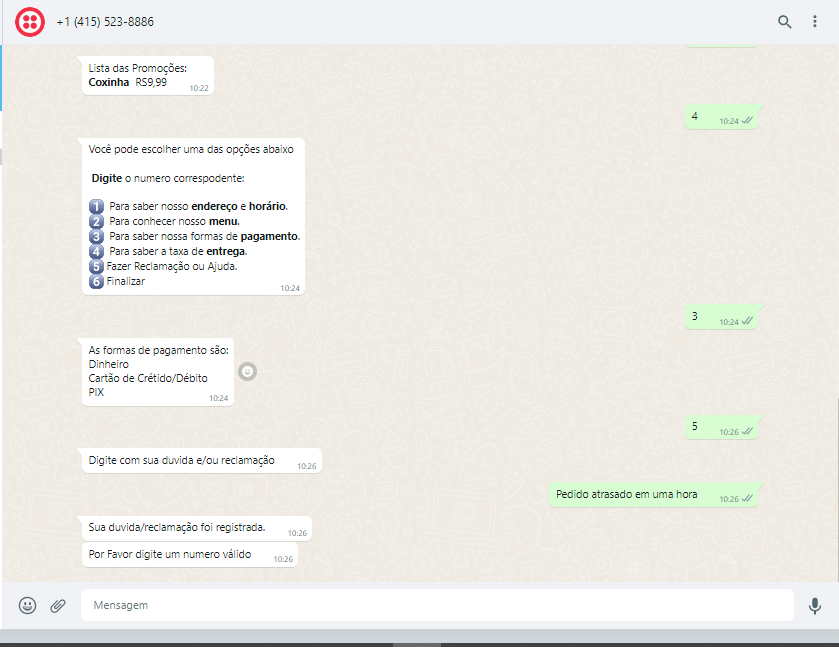 +1 (415) 523-8886
Lista das Promoções:
Coxinha RS9,99
10:22
4
10:24
Você pode escolher uma das opções abaixo
Digite o numero correspodente:
1 Para saber nosso endereço e horário.
2 Para conhecer nosso menu.
3 Para saber nossa formas de pagamento.
4 Para saber a taxa de entrega.
5 Fazer Reclamação ou Ajuda.
6 Finalizar
10:24
3
10:24
As formas de pagamento são:
Dinheiro
Cartão de Crétido/Débito
PIX
10:24
5
10:26
Digite com sua duvida e/ou reclamação
10:26
Pedido atrasado em uma hora
10:26
Sua duvida/reclamação foi registrada.
10:26
Por Favor digite um numero válido
10:26
Mensagem